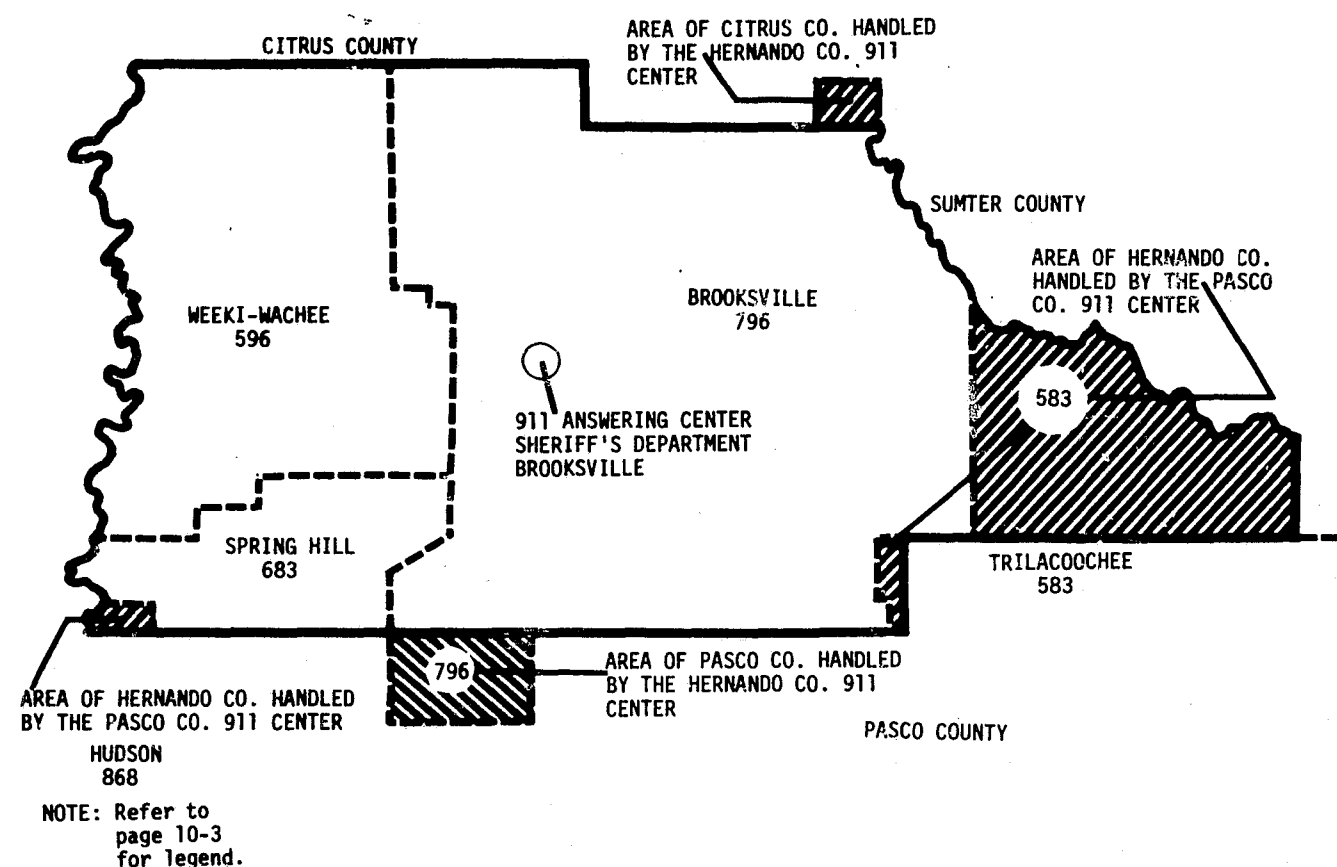 CITRUS COUNTY
AREA OF CITRUS CO. HANDLED
BY THE HERNANDO CO. 911
CENTER
SUMTER COUNTY
AREA OF HERNANDO CO.
HANDLED BY THE PASCO
CO. 911 CENTER
WEEKI-WACHEE
596
BROOKSVILLE
796
583
911 ANSWERING CENTER
SHERIFF'S DEPARTMENT
BROOKSVILLE
SPRING HILL
683
TRILACOOCHEE
583
796
AREA OF PASCO CO. HANDLED
BY THE HERNANDO CO. 911
CENTER
AREA OF HERNANDO CO. HANDLED
BY THE PASCO CO. 911 CENTER
PASCO COUNTY
HUDSON
868
NOTE: Refer to
page 10-3
for legend.